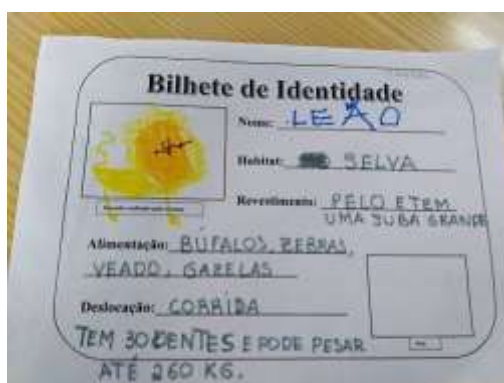 Bilhete de Identidade
Nome: LEÃO
Habitat: SELVA
Revestimento: PELO E TEM
UMA JUBA GRANDE
Alimentação: BÚFALOS, ZEBRAS,
VEADO, GAZELAS
Deslocação: CORRIDA
TEM 30 DENTES E PODE PESAR
ATÉ 260 KG.